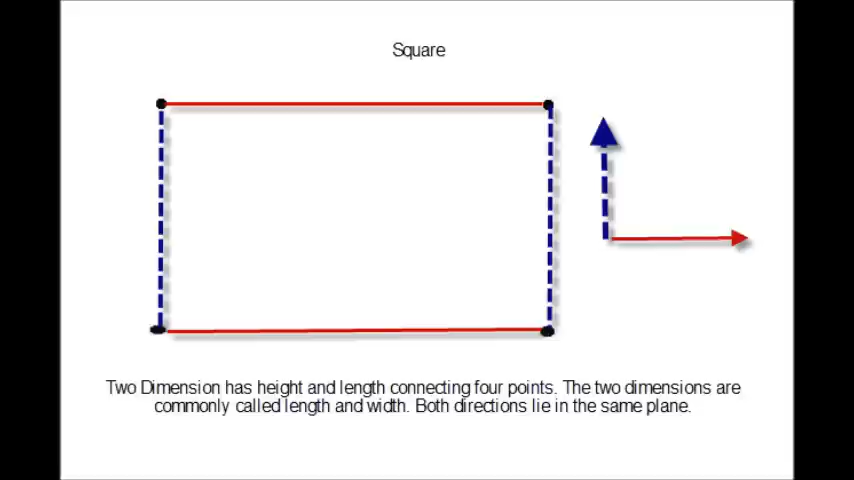 Square
Two Dimension has height and length connecting four points. The two dimensions are
commonly called length and width. Both directions lie in the same plane.